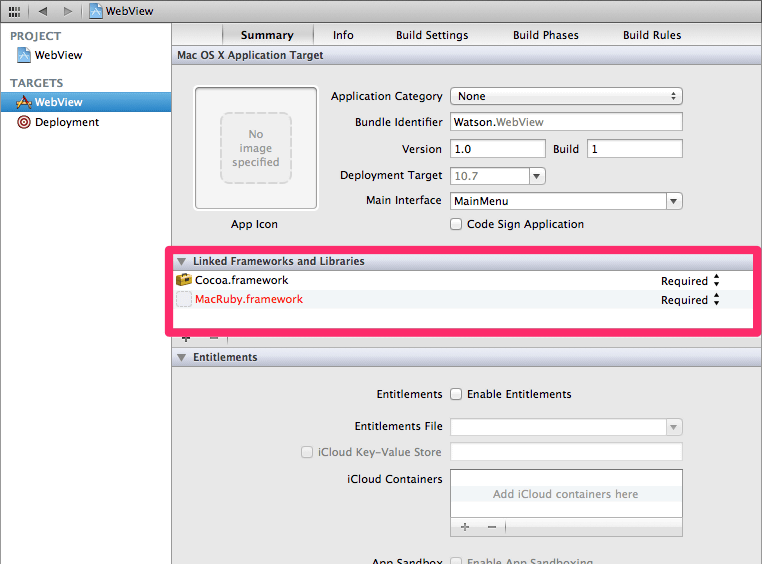 WebView
PROJECT
WebView
TARGETS
WebView
Deployment
Summary Info Build Settings Build Phases Build Rules
Mac OS X Application Target
No
image
specified
App Icon
Application Category None
Bundle Identifier Watson.WebView
Version 1.0 Build 1
Deployment Target 10.7
Main Interface MainMenu
Code Sign Application
Linked Frameworks and Libraries
Cocoa.framework Required
MacRuby.framework Required
Entitlements
Entitlements Enable Entitlements
Entitlements File
iCloud Key-Value Store
iCloud Containers
Add iCloud containers here
App Sandbox Enable App Sandboxing